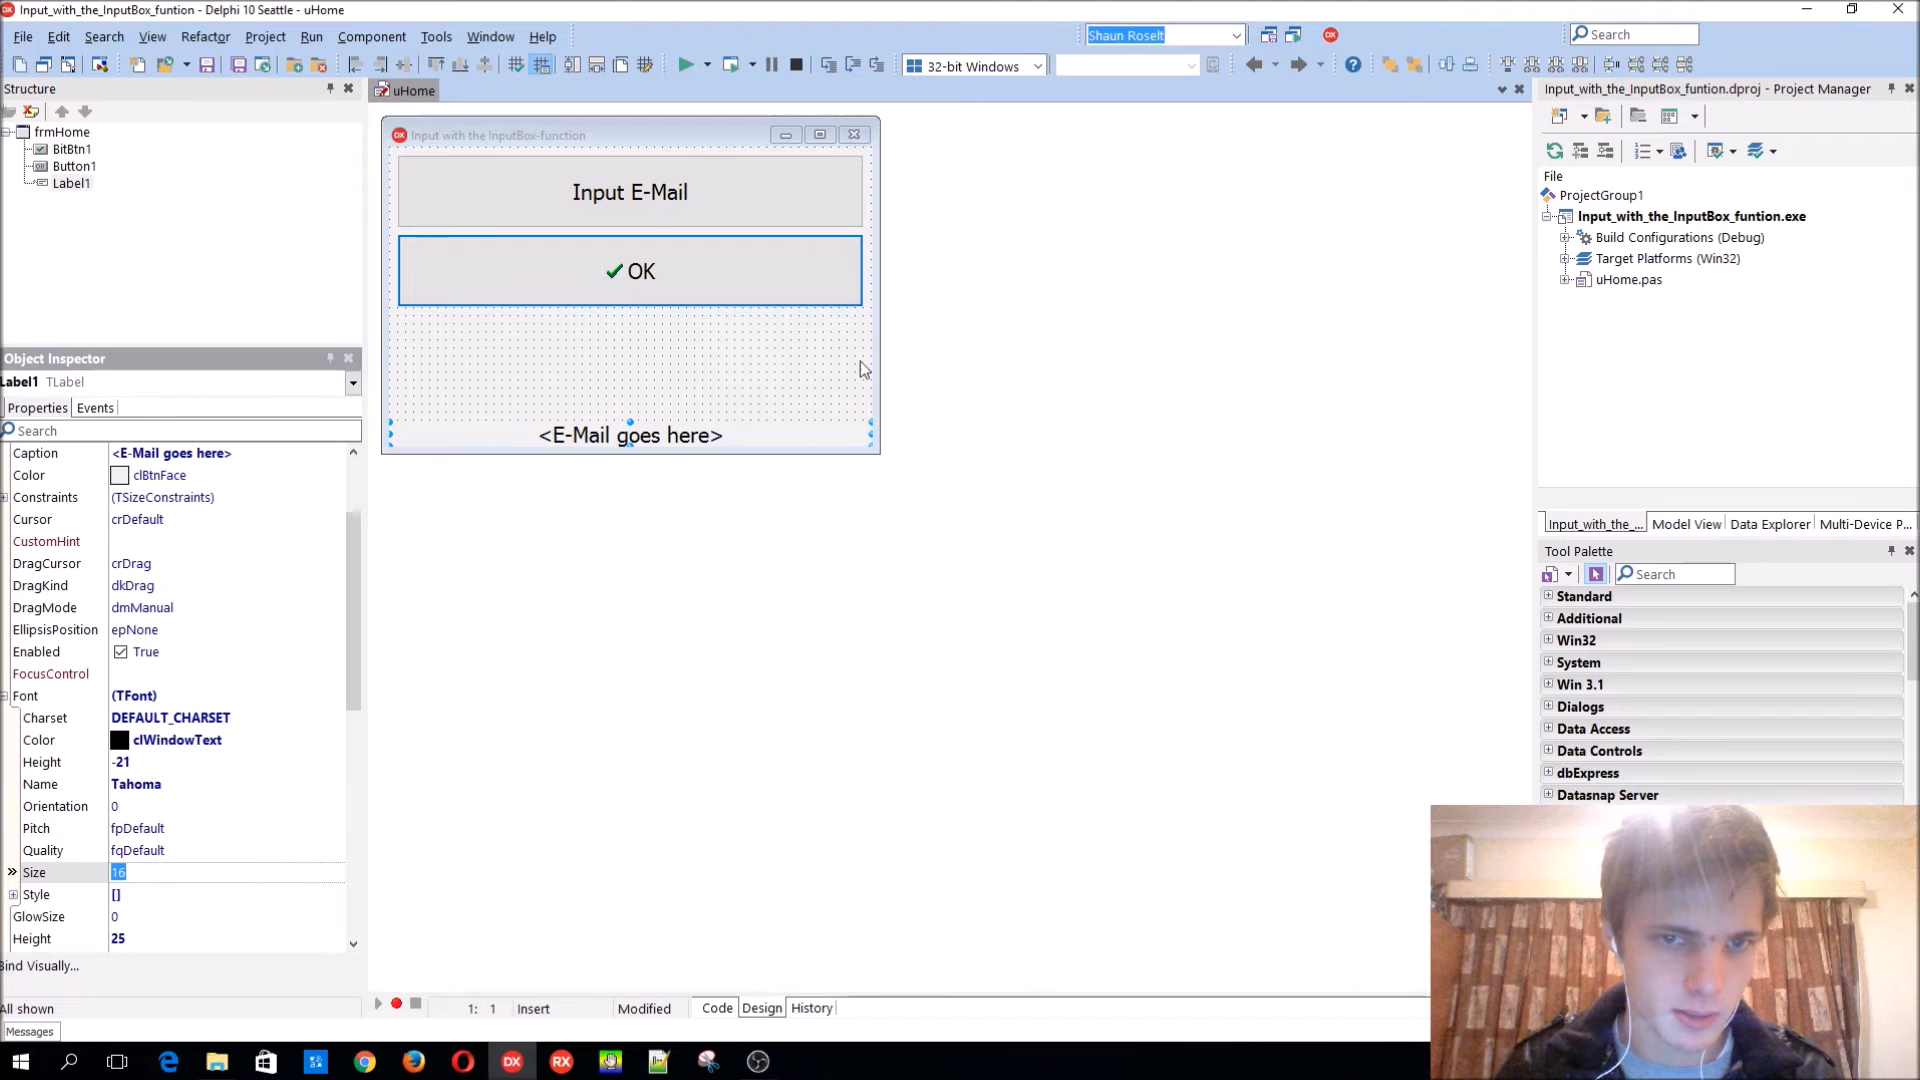 Input_with_the_InputBox_funtion - Delphi 10 Seattle - uHome
File Edit Search View Refactor Project Run Component Tools Window Help
Shaun Roselt
Search
32-bit Windows
Structure
frmHome
BitBtn1
Button1
Label1
Object Inspector
Label1 TLabel
Properties Events
Search
Caption <E-Mail goes here>
Color clBtnFace
Constraints (TSizeConstraints)
Cursor crDefault
CustomHint
DragCursor crDrag
DragKind dkDrag
DragMode dmManual
EllipsisPosition epNone
Enabled True
FocusControl
Font (TFont)
Charset DEFAULT_CHARSET
Color clWindowText
Height -21
Name Tahoma
Orientation 0
Pitch fpDefault
Quality fqDefault
Size 16
Style []
GlowSize 0
Height 25
Bind Visually...
All shown
Messages
uHome
Input with the InputBox-function
Input E-Mail
OK
<E-Mail goes here>
1: 1 Insert Modified Code Design History
Input_with_the_InputBox_funtion.dproj - Project Manager
File
ProjectGroup1
Input_with_the_InputBox_funtion.exe
Build Configurations (Debug)
Target Platforms (Win32)
uHome.pas
Input_with_the_... Model View Data Explorer Multi-Device P...
Tool Palette
Search
Standard
Additional
Win32
System
Win 3.1
Dialogs
Data Access
Data Controls
dbExpress
Datasnap Server
DX RX